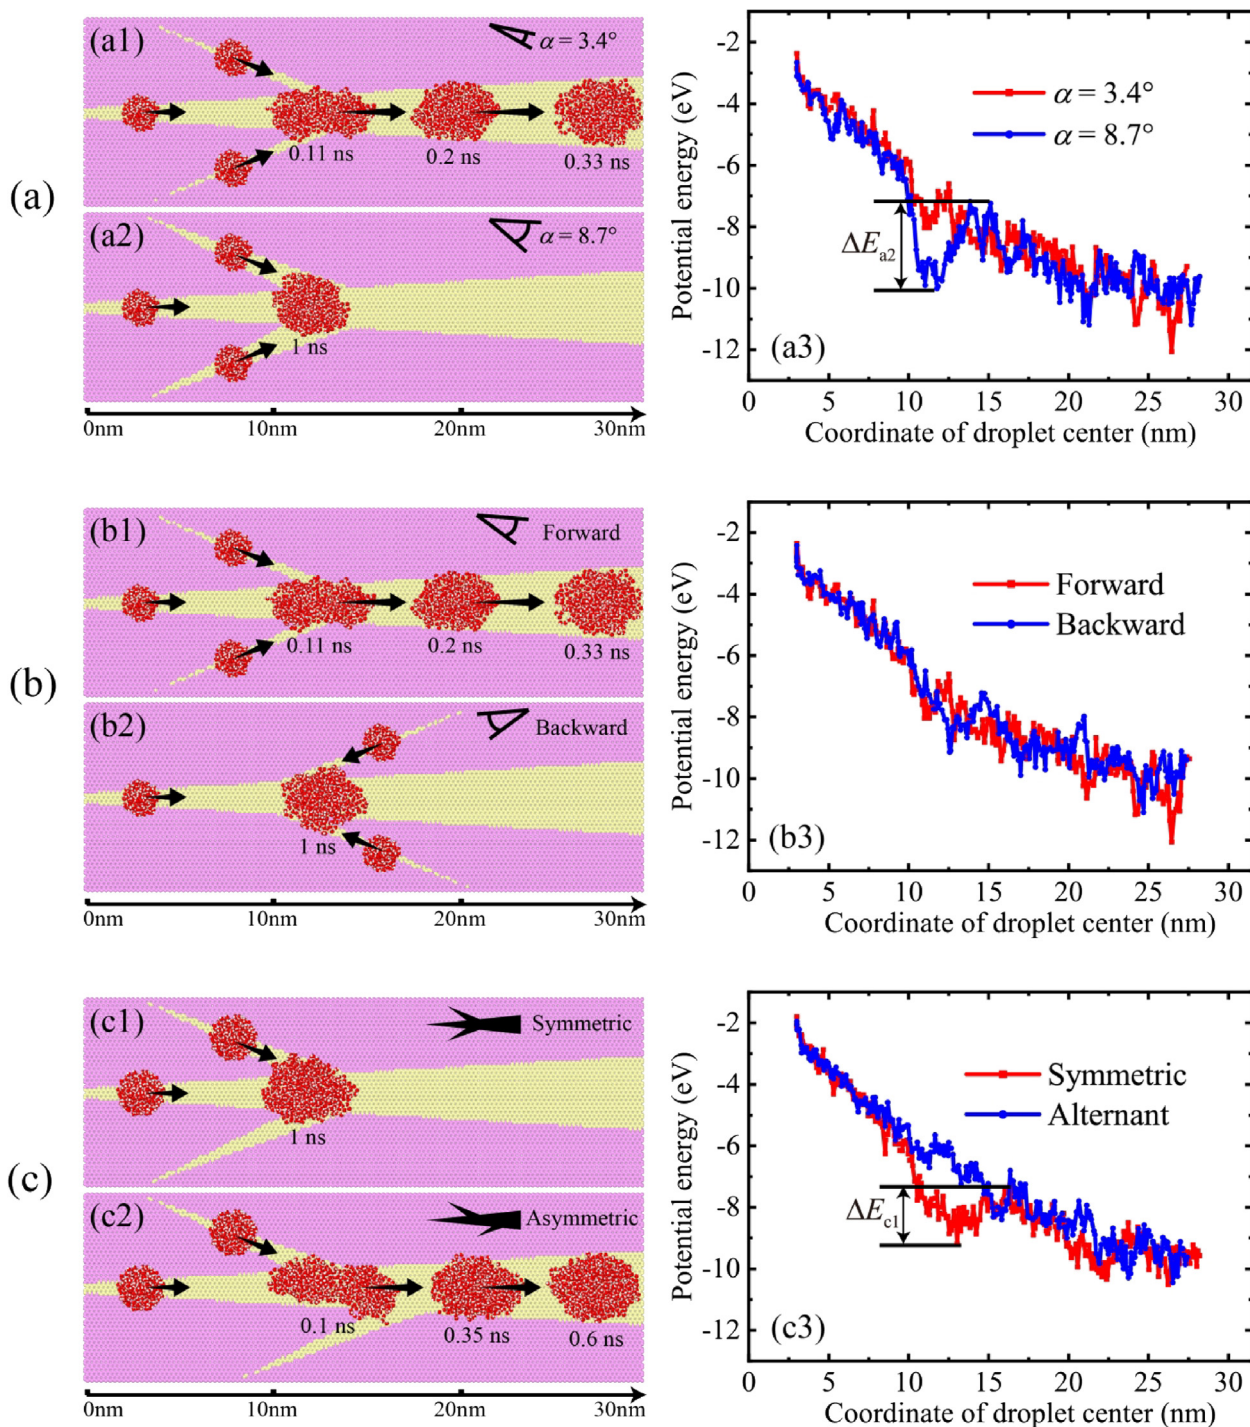 (a)
(a1)
α = 3.4°
0.11 ns
0.2 ns
0.33 ns
(a2)
α = 8.7°
1 ns
0nm
10nm
20nm
30nm
Potential energy (eV)
-2
-4
-6
-8
-10
-12
α = 3.4°
α = 8.7°
ΔEa2
(a3)
0
5
10
15
20
25
30
Coordinate of droplet center (nm)
(b)
(b1)
Forward
0.11 ns
0.2 ns
0.33 ns
(b2)
Backward
1 ns
0nm
10nm
20nm
30nm
Potential energy (eV)
-2
-4
-6
-8
-10
-12
Forward
Backward
(b3)
0
5
10
15
20
25
30
Coordinate of droplet center (nm)
(c)
(c1)
Symmetric
1 ns
(c2)
Asymmetric
0.1 ns
0.35 ns
0.6 ns
0nm
10nm
20nm
30nm
Potential energy (eV)
-2
-4
-6
-8
-10
-12
Symmetric
Alternant
ΔEc1
(c3)
0
5
10
15
20
25
30
Coordinate of droplet center (nm)